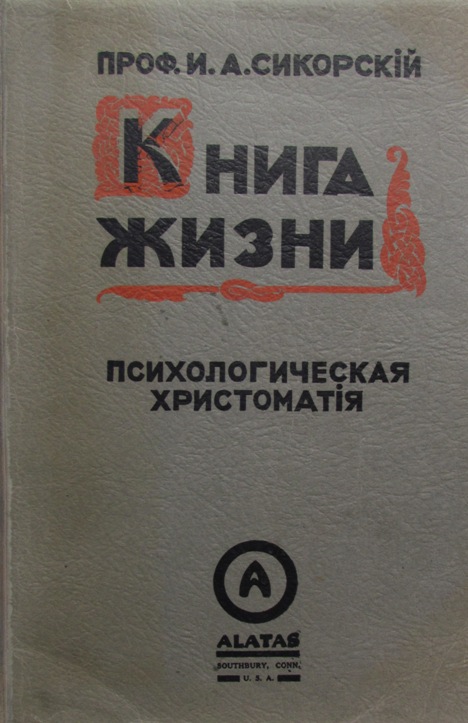 ПРОФ. И. А. СИКОРСКІЙ
КНИГА
ЖИЗНИ
ПСИХОЛОГИЧЕСКАЯ
ХРИСТОМАТІЯ
A
ALATAS
SOUTHBURY, CONN.
U. S. A.